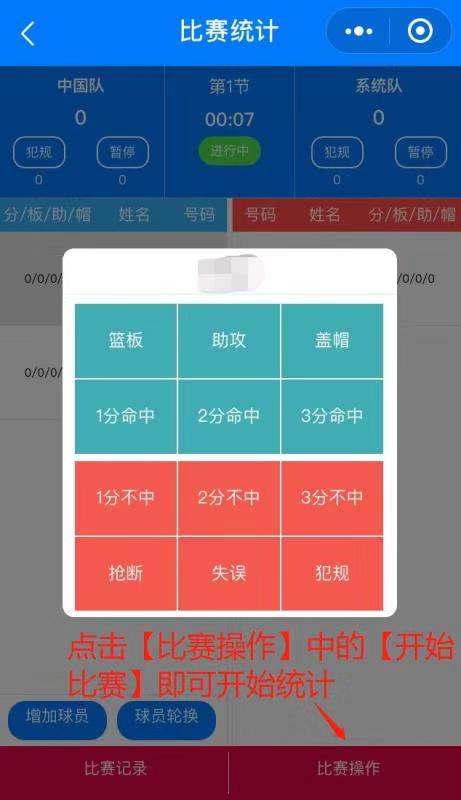 比赛统计
中国队 第1节 系统队
0 00:07 0
犯规 暂停 进行中 犯规 暂停
0 0 0 0
分/板/助/帽 姓名 号码 号码 姓名 分/板/助/帽
0/0/0/ /0/0/0
篮板 助攻 盖帽
0/0/0/
1分命中 2分命中 3分命中
1分不中 2分不中 3分不中
抢断 失误 犯规
点击【比赛操作】中的【开始
比赛】即可开始统计
增加球员 球员轮换
比赛记录 比赛操作